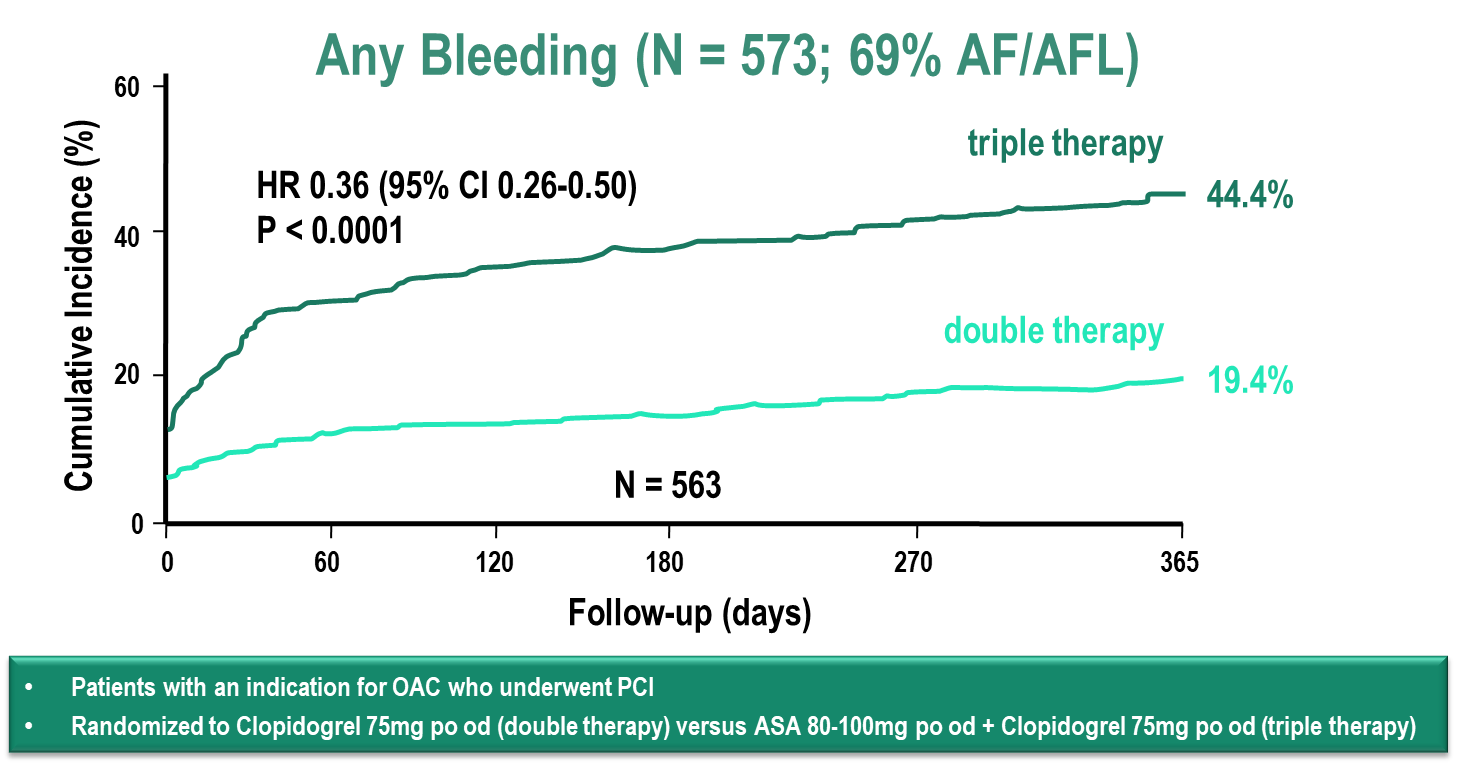 Any Bleeding (N = 573; 69% AF/AFL)
Cumulative Incidence (%)
60
40
20
0
HR 0.36 (95% CI 0.26-0.50)
P < 0.0001
triple therapy
44.4%
double therapy
19.4%
N = 563
0 60 120 180 270 365
Follow-up (days)
• Patients with an indication for OAC who underwent PCI
• Randomized to Clopidogrel 75mg po od (double therapy) versus ASA 80-100mg po od + Clopidogrel 75mg po od (triple therapy)